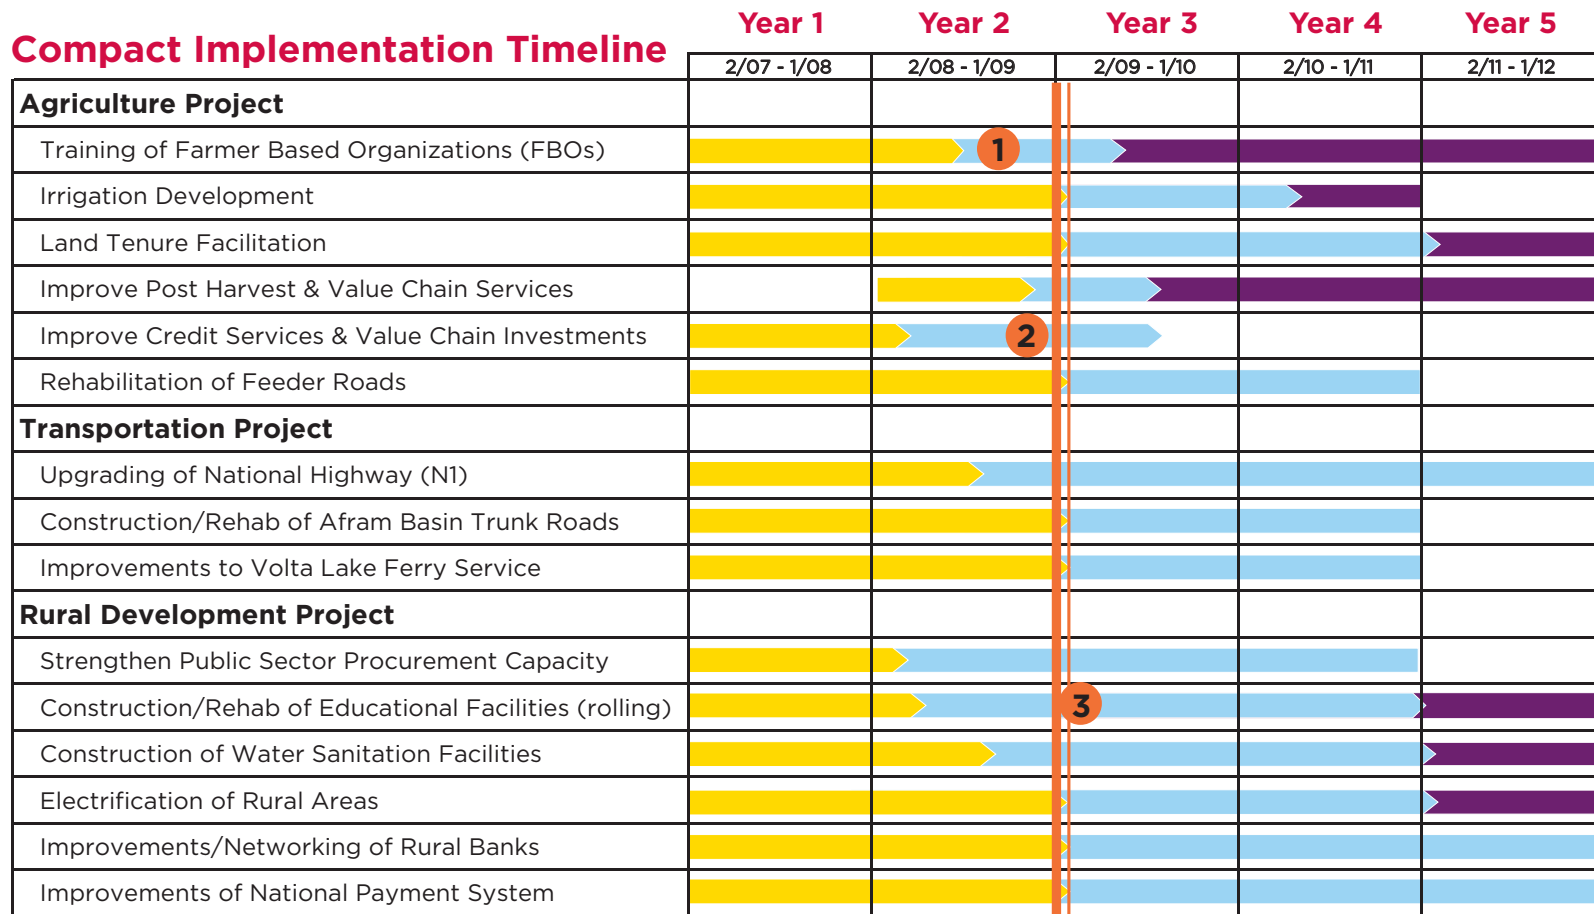 Year 1 Year 2 Year 3 Year 4 Year 5
Compact Implementation Timeline
2/07 - 1/08 2/08 - 1/09 2/09 - 1/10 2/10 - 1/11 2/11 - 1/12
Agriculture Project
Training of Farmer Based Organizations (FBOs) 1
Irrigation Development
Land Tenure Facilitation
Improve Post Harvest & Value Chain Services
Improve Credit Services & Value Chain Investments 2
Rehabilitation of Feeder Roads
Transportation Project
Upgrading of National Highway (N1)
Construction/Rehab of Afram Basin Trunk Roads
Improvements to Volta Lake Ferry Service
Rural Development Project
Strengthen Public Sector Procurement Capacity
Construction/Rehab of Educational Facilities (rolling) 3
Construction of Water Sanitation Facilities
Electrification of Rural Areas
Improvements/Networking of Rural Banks
Improvements of National Payment System